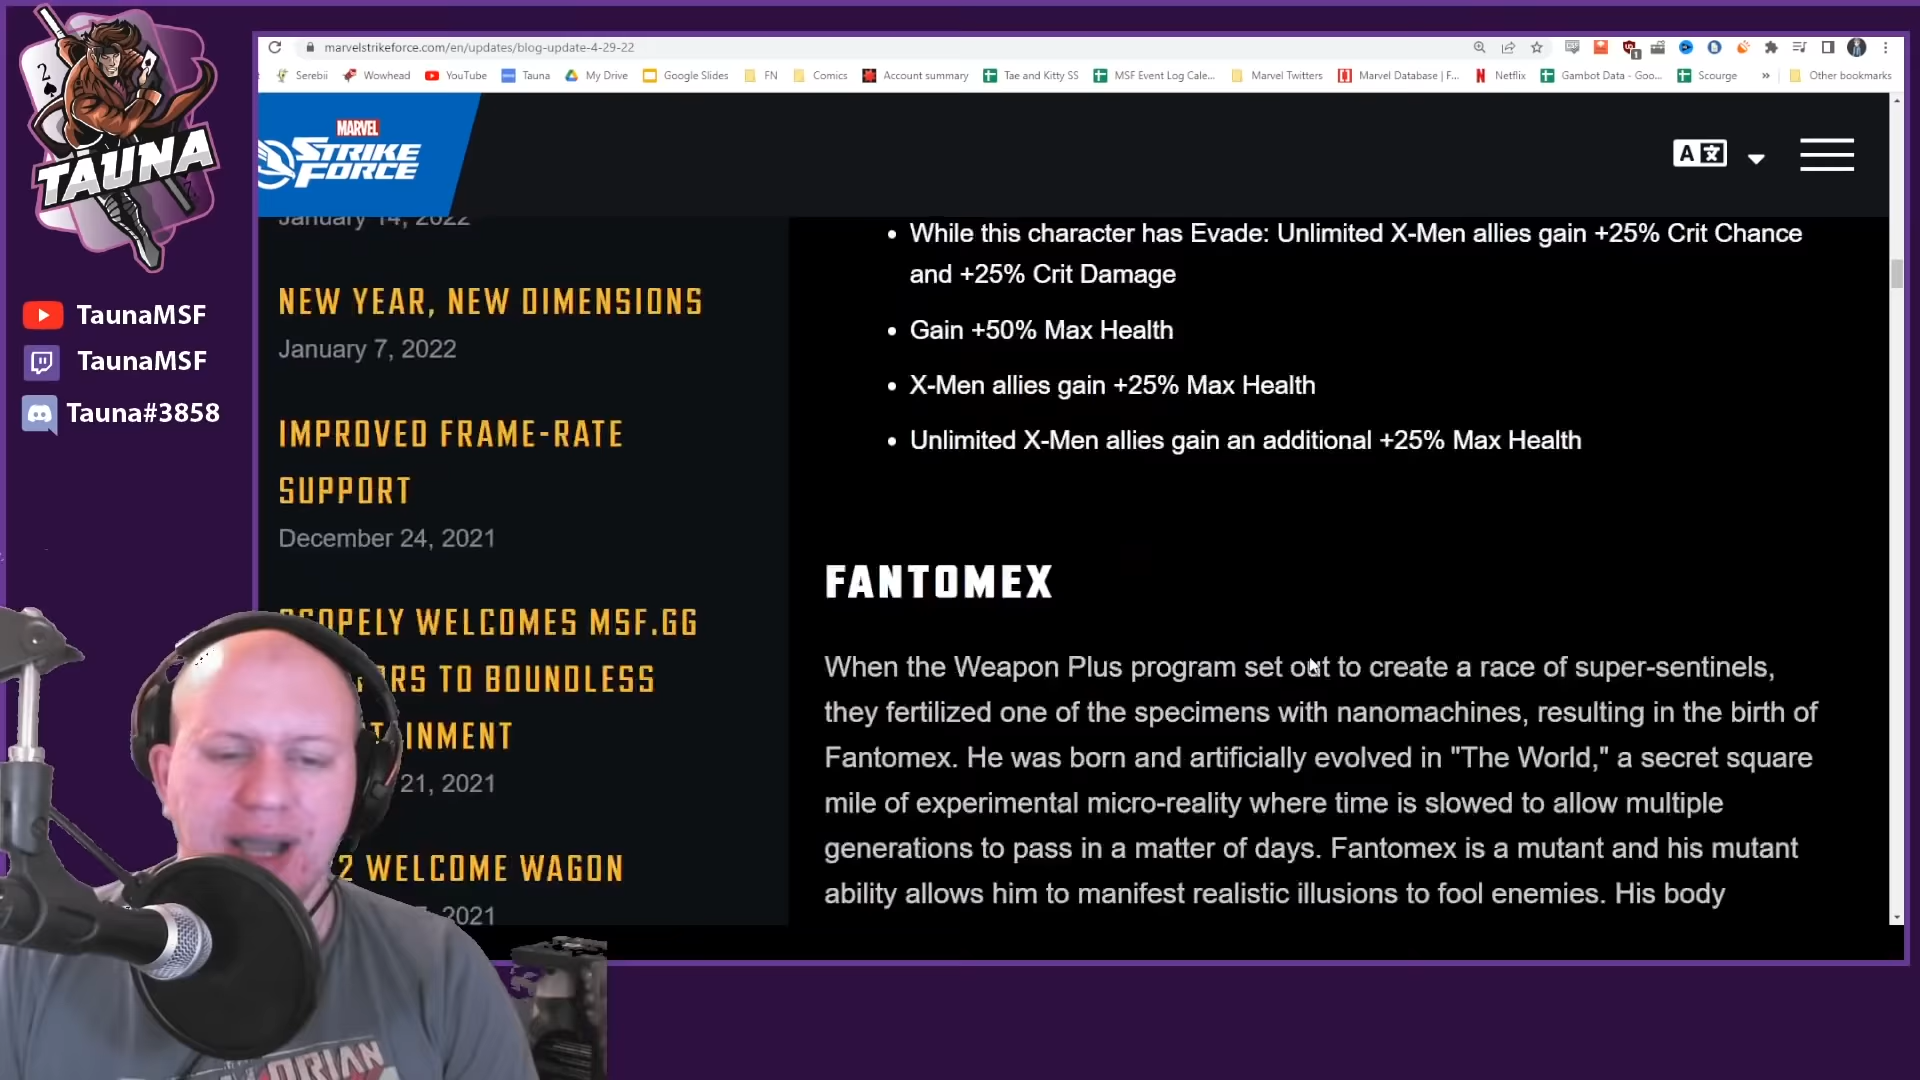 2
TAUNA
TaunaMSF
TaunaMSF
Tauna#3858
marvelstrikeforce.com/en/updates/blog-update-4-29-22
Serebii Wowhead YouTube Tauna My Drive Google Slides FN Comics Account summary Tae and Kitty SS MSF Event Log Cale... Marvel Twitters Marvel Database | F... Netflix Gambot Data - Goo... Scourge » Other bookmarks
MARVEL
STRIKE
FORCE
A 文
January 14, 2022
NEW YEAR, NEW DIMENSIONS
January 7, 2022
IMPROVED FRAME-RATE
SUPPORT
December 24, 2021
SCOPELY WELCOMES MSF.GG
RS TO BOUNDLESS
INMENT
21, 2021
2 WELCOME WAGON
2021
• While this character has Evade: Unlimited X-Men allies gain +25% Crit Chance
and +25% Crit Damage
• Gain +50% Max Health
• X-Men allies gain +25% Max Health
• Unlimited X-Men allies gain an additional +25% Max Health
FANTOMEX
When the Weapon Plus program set out to create a race of super-sentinels,
they fertilized one of the specimens with nanomachines, resulting in the birth of
Fantomex. He was born and artificially evolved in "The World," a secret square
mile of experimental micro-reality where time is slowed to allow multiple
generations to pass in a matter of days. Fantomex is a mutant and his mutant
ability allows him to manifest realistic illusions to fool enemies. His body